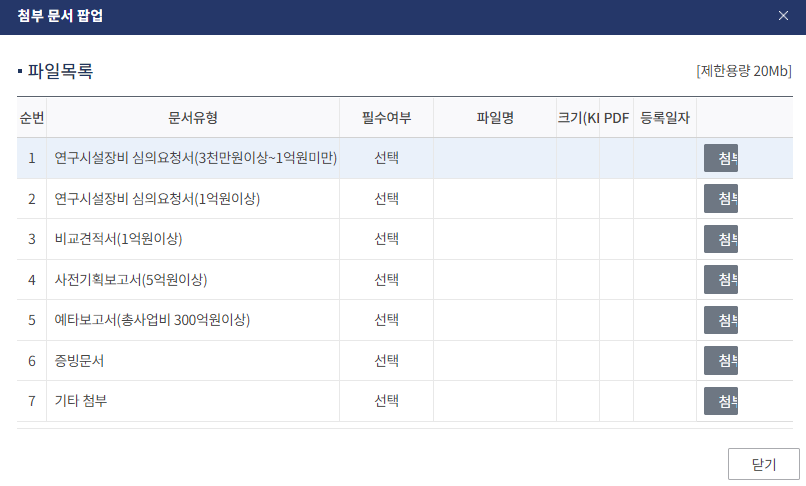 첨부 문서 팝업
파일목록
[제한용량 20Mb]
순번 문서유형 필수여부 파일명 크기(KI PDF 등록일자
1 연구시설장비 심의요청서(3천만원이상~1억원미만) 선택 첨부
2 연구시설장비 심의요청서(1억원이상) 선택 첨부
3 비교견적서(1억원이상) 선택 첨부
4 사전기획보고서(5억원이상) 선택 첨부
5 예타보고서(총사업비 300억원이상) 선택 첨부
6 증빙문서 선택 첨부
7 기타 첨부 선택 첨부
닫기